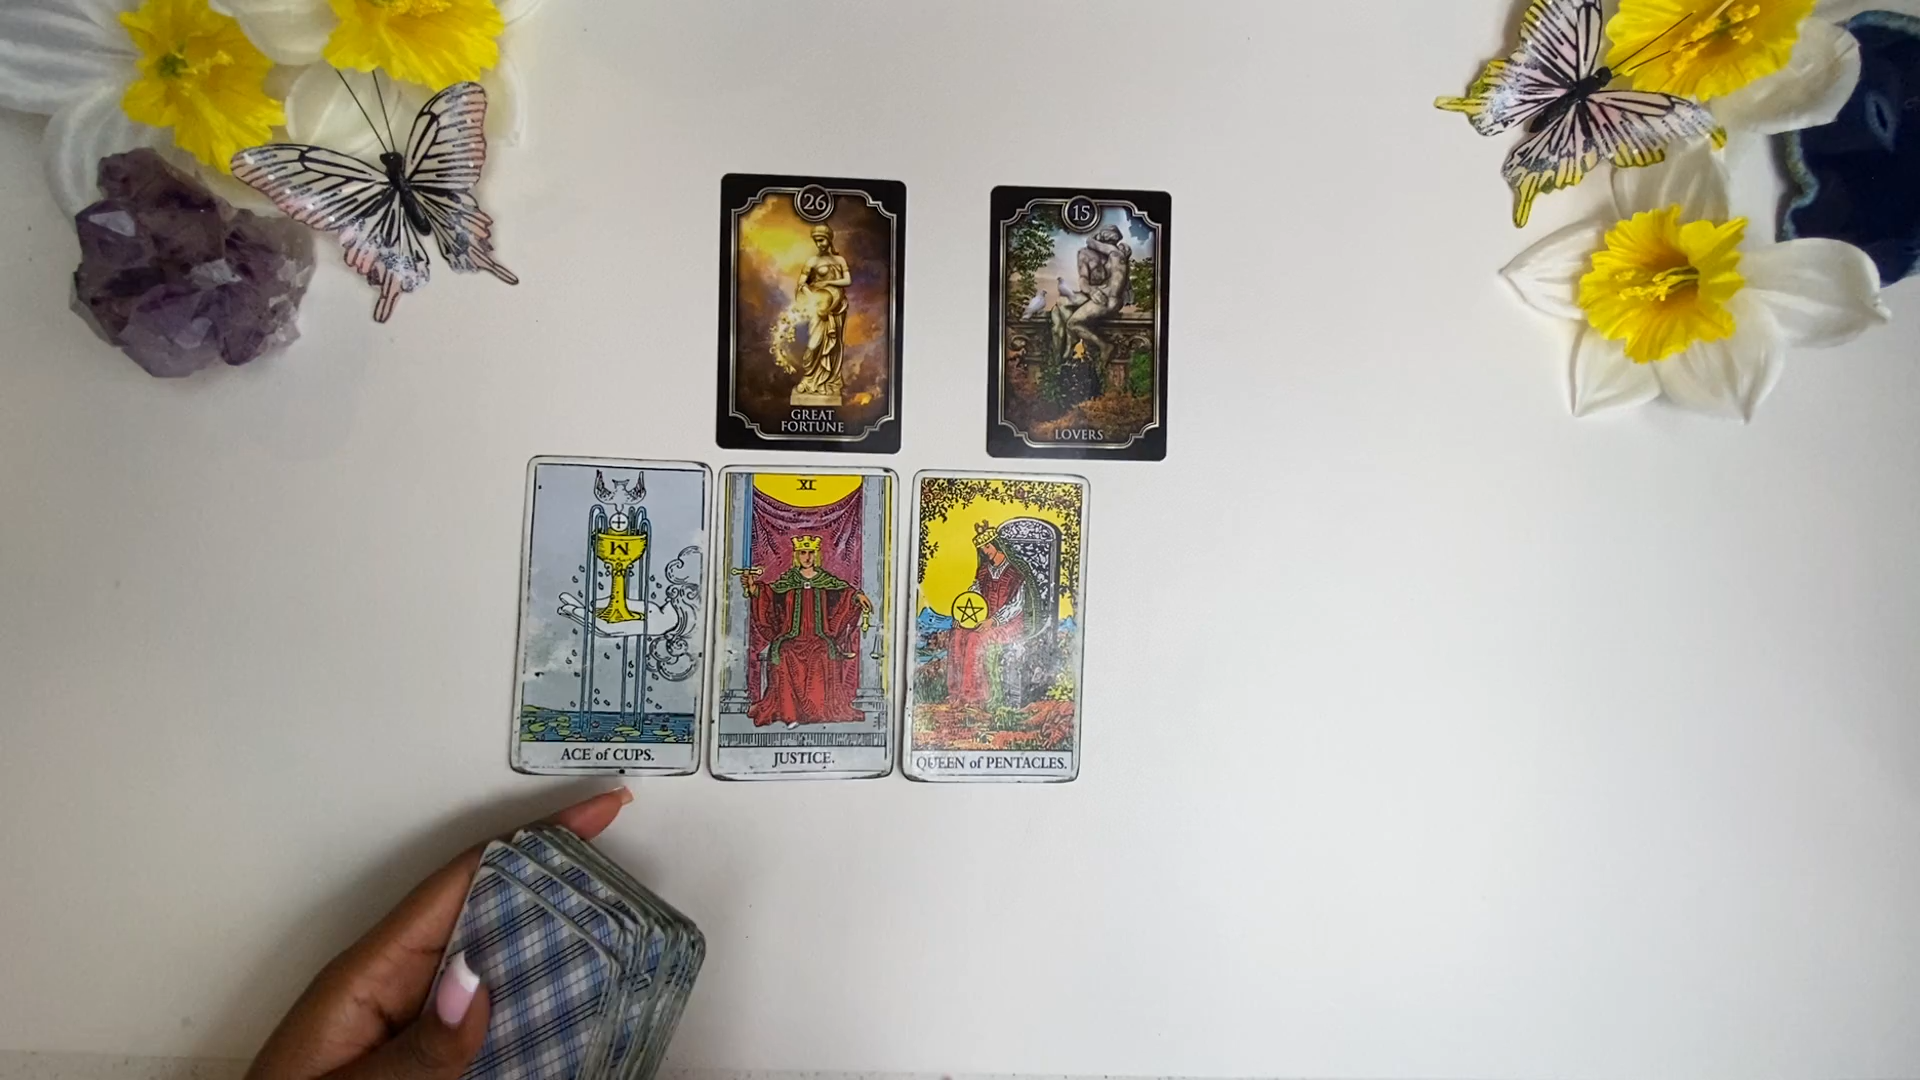 26
GREAT
FORTUNE
15
LOVERS
W
ACE of CUPS.
XI
JUSTICE.
QUEEN of PENTACLES.